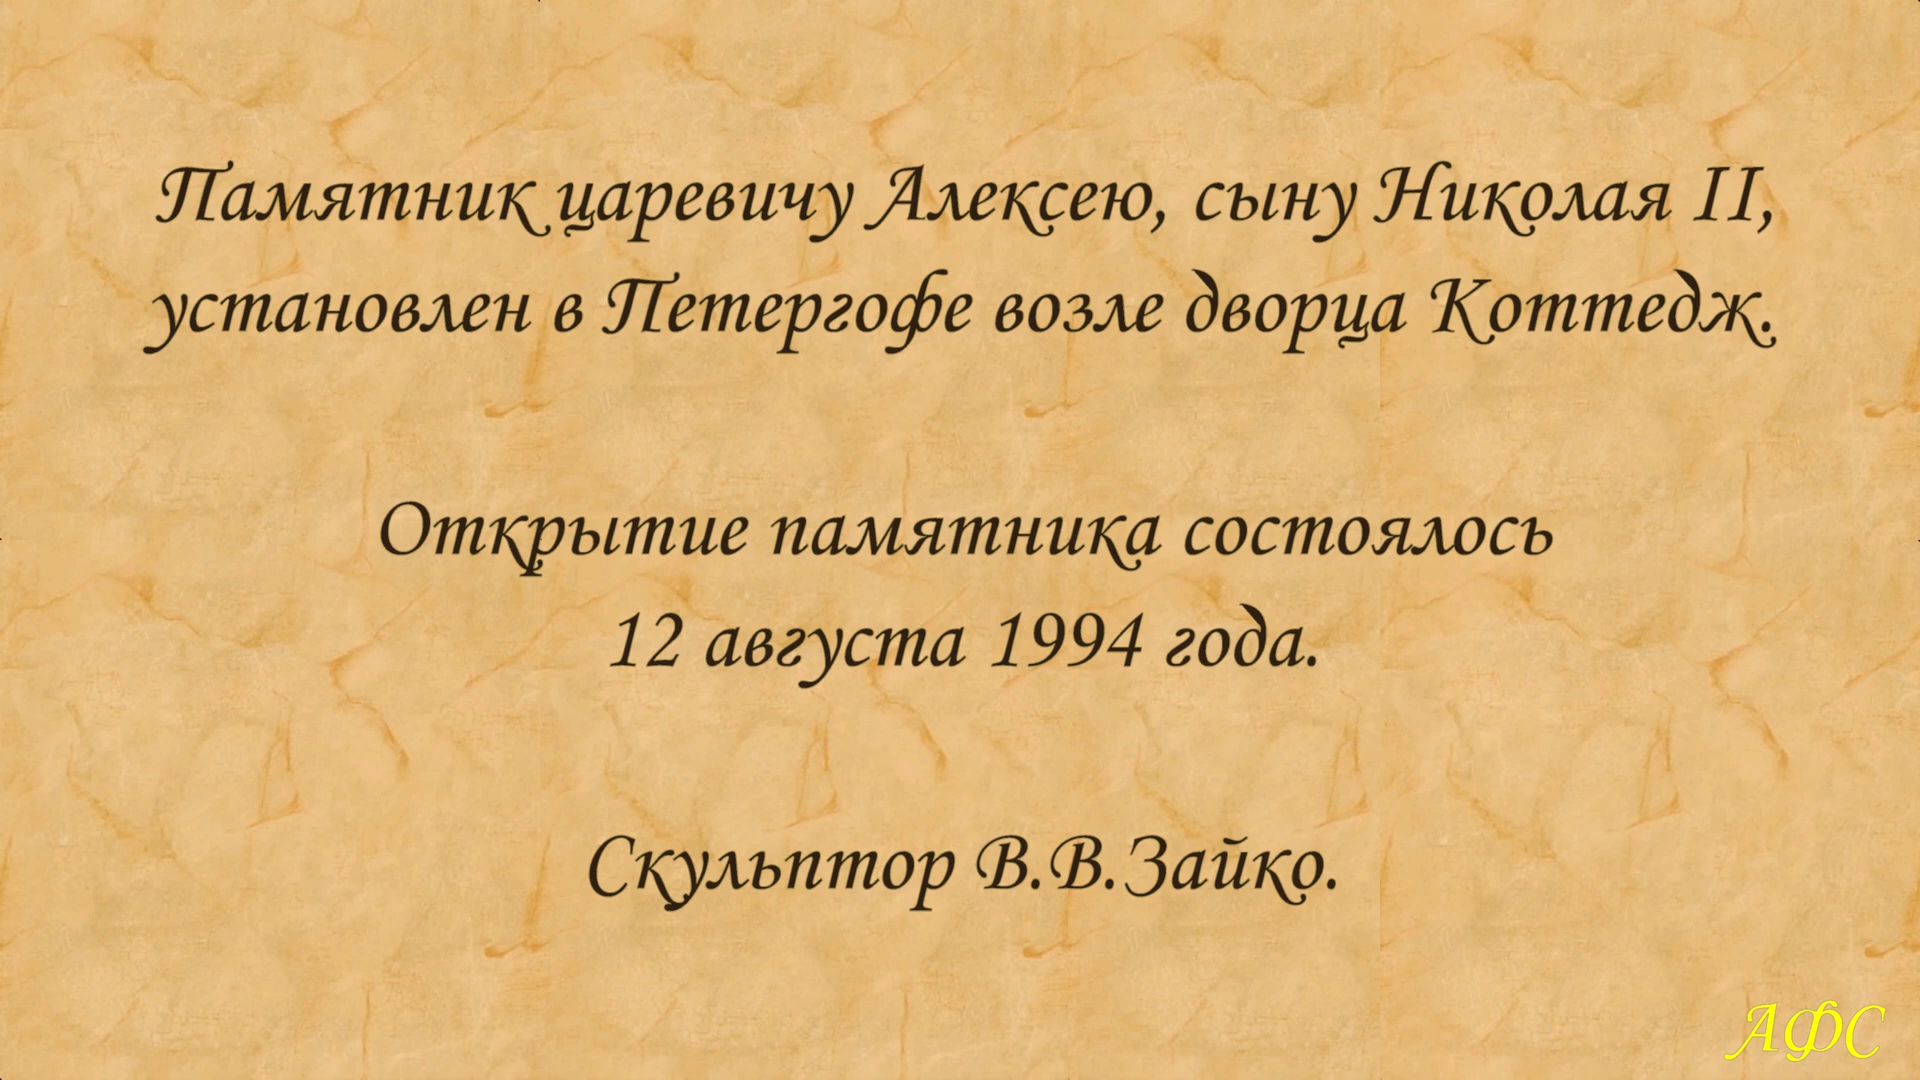 Памятник царевичу Алексею, сыну Николая II,
установлен в Петергофе возле дворца Коттедж.
Открытие памятника состоялось
12 августа 1994 года.
Скульптор В.В.Зайко.
АФС